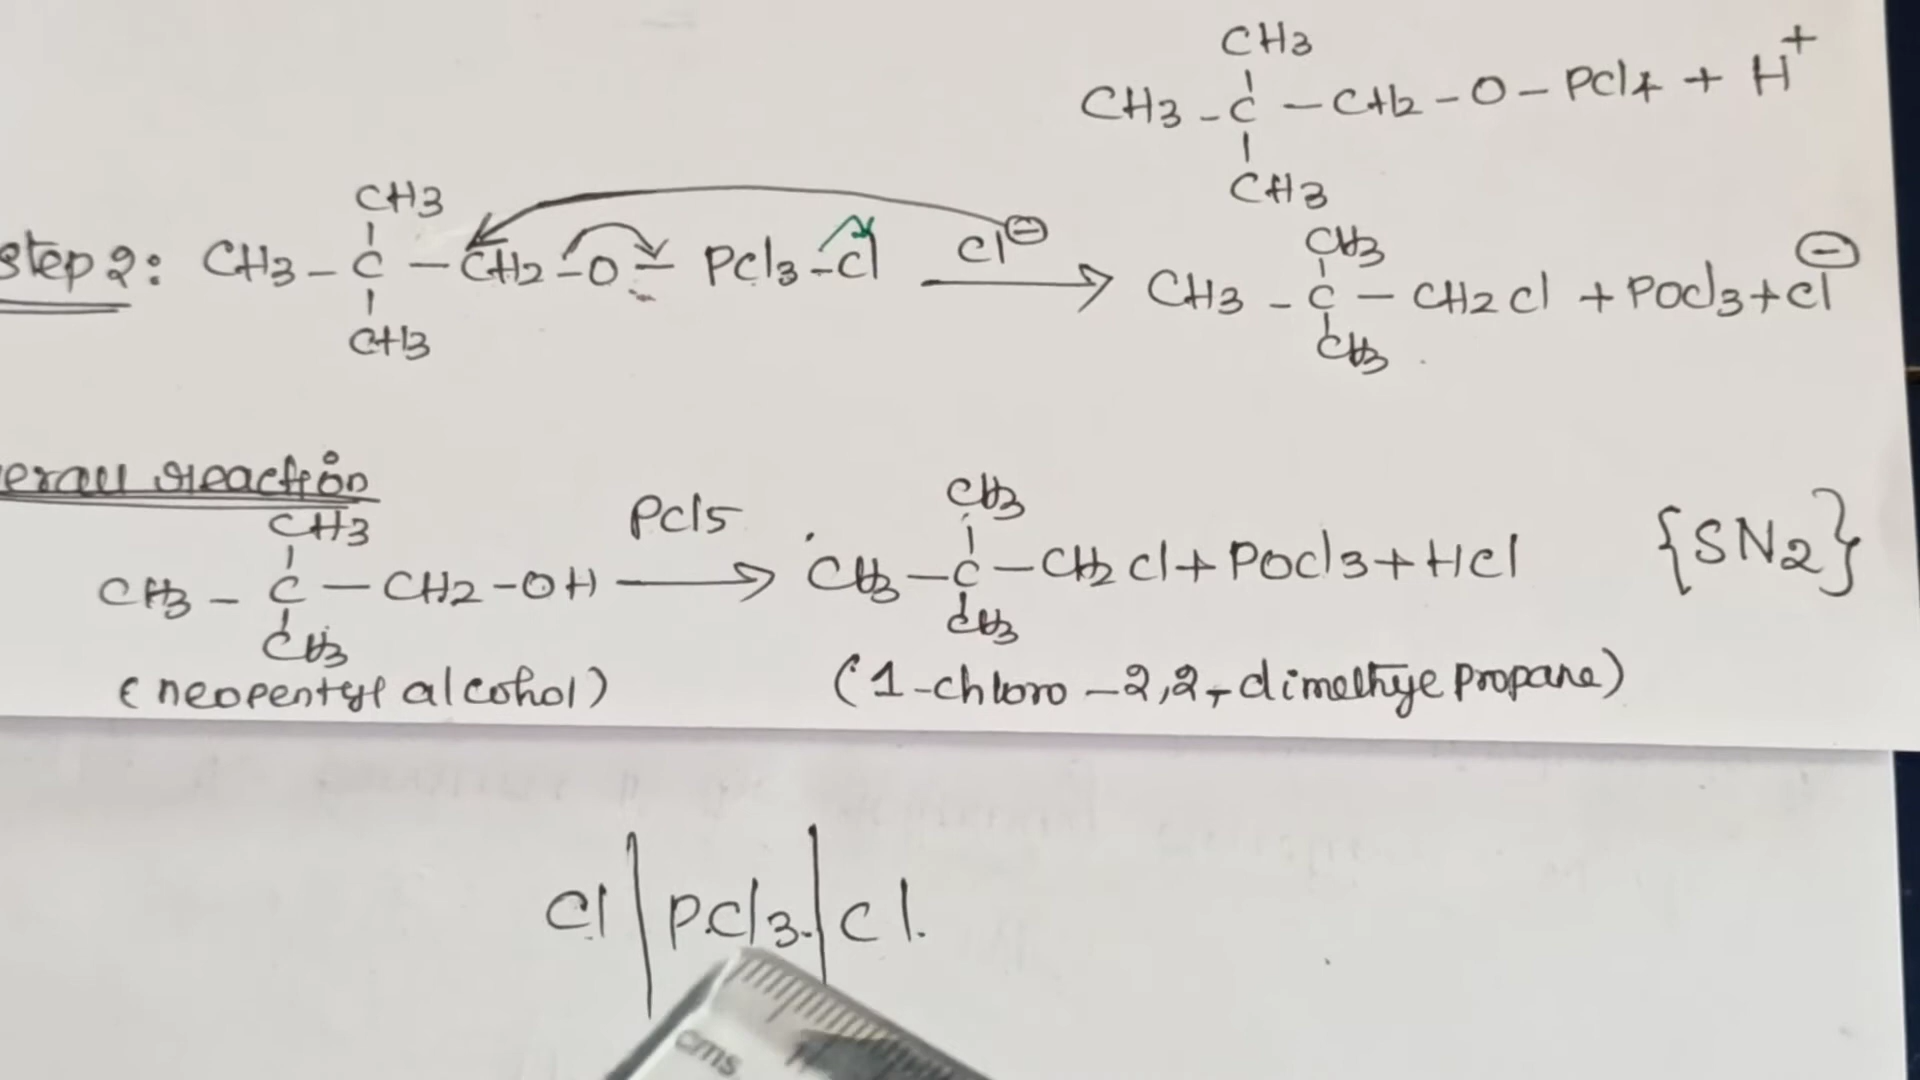 CH3
CH3 - C - CH2 - O - PCl4 + H+
CH3
CH3
Step 2: CH3 - C - CH2 - O - PCl3 - Cl Cl⊖ → CH3 - C - CH2Cl + POCl3 + Cl⊖
CH3
CH3
CH3
erall reaction
CH3
CH3 - C - CH2 - OH PCl5 → CH3 - C - CH2Cl + POCl3 + HCl {SN2}
CH3
CH3
CH3
(neopentyl alcohol) (1-chloro-2,2,-dimethye propane)
Cl | PCl3. | Cl.
cms